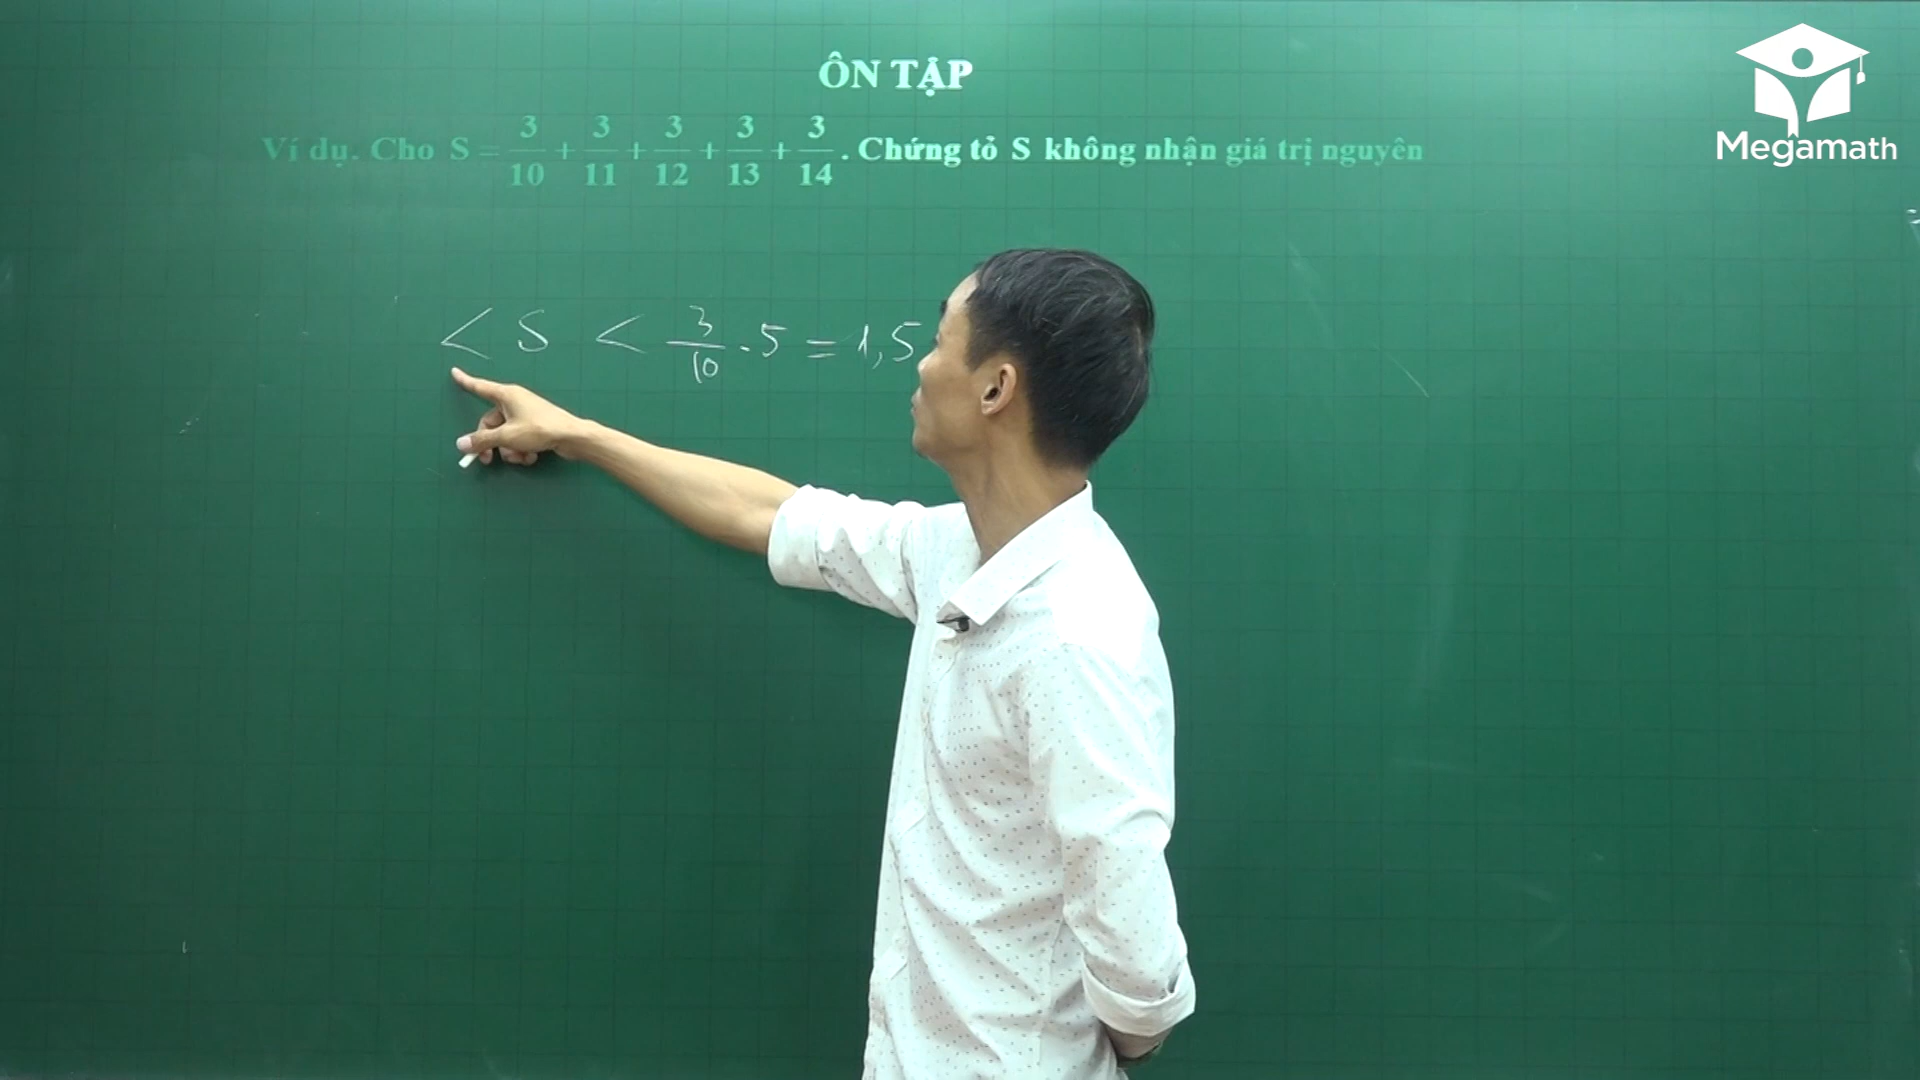 ÔN TẬP
Megamath
Ví dụ. Cho S = 3/10 + 3/11 + 3/12 + 3/13 + 3/14. Chứng tỏ S không nhận giá trị nguyên
< S < 3/10 . 5 = 1,5